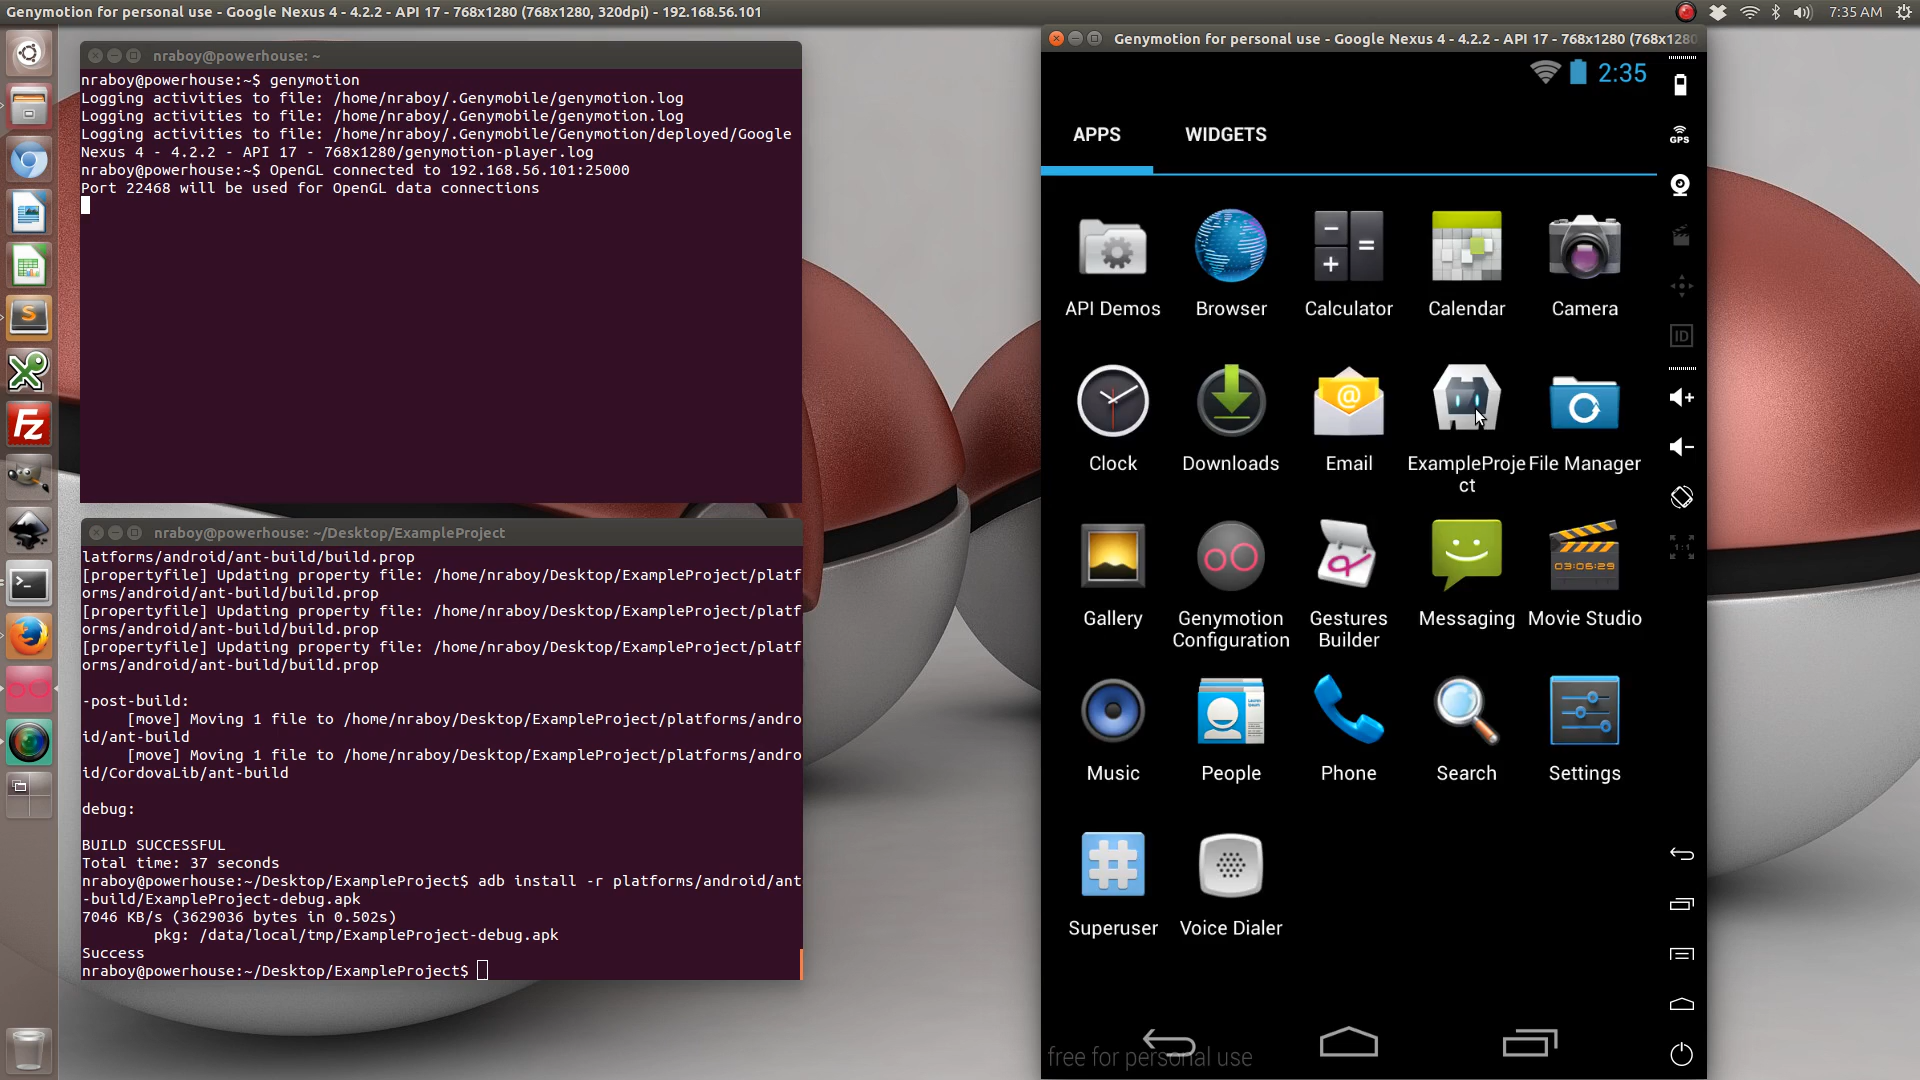 Genymotion for personal use - Google Nexus 4 - 4.2.2 - API 17 - 768x1280 (768x1280, 320dpi) - 192.168.56.101
7:35 AM
nraboy@powerhouse: ~
nraboy@powerhouse:~$ genymotion
Logging activities to file: /home/nraboy/.Genymobile/genymotion.log
Logging activities to file: /home/nraboy/.Genymobile/genymotion.log
Logging activities to file: /home/nraboy/.Genymobile/Genymotion/deployed/Google
Nexus 4 - 4.2.2 - API 17 - 768x1280/genymotion-player.log
nraboy@powerhouse:~$ OpenGL connected to 192.168.56.101:25000
Port 22468 will be used for OpenGL data connections
nraboy@powerhouse: ~/Desktop/ExampleProject
latforms/android/ant-build/build.prop
[propertyfile] Updating property file: /home/nraboy/Desktop/ExampleProject/platf
orms/android/ant-build/build.prop
[propertyfile] Updating property file: /home/nraboy/Desktop/ExampleProject/platf
orms/android/ant-build/build.prop
[propertyfile] Updating property file: /home/nraboy/Desktop/ExampleProject/platf
orms/android/ant-build/build.prop
-post-build:
[move] Moving 1 file to /home/nraboy/Desktop/ExampleProject/platforms/andro
id/ant-build
[move] Moving 1 file to /home/nraboy/Desktop/ExampleProject/platforms/andro
id/CordovaLib/ant-build
debug:
BUILD SUCCESSFUL
Total time: 37 seconds
nraboy@powerhouse:~/Desktop/ExampleProject$ adb install -r platforms/android/ant
-build/ExampleProject-debug.apk
7046 KB/s (3629036 bytes in 0.502s)
pkg: /data/local/tmp/ExampleProject-debug.apk
Success
nraboy@powerhouse:~/Desktop/ExampleProject$
Genymotion for personal use - Google Nexus 4 - 4.2.2 - API 17 - 768x1280 (768x1280
2:35
APPS
WIDGETS
API Demos
Browser
Calculator
Calendar
Camera
Clock
Downloads
Email
ExampleProje
ct
File Manager
03:06:29
Gallery
Genymotion
Configuration
Gestures
Builder
Messaging
Movie Studio
Music
People
Phone
Search
Settings
Superuser
Voice Dialer
free for personal use
GPS
ID
1:1